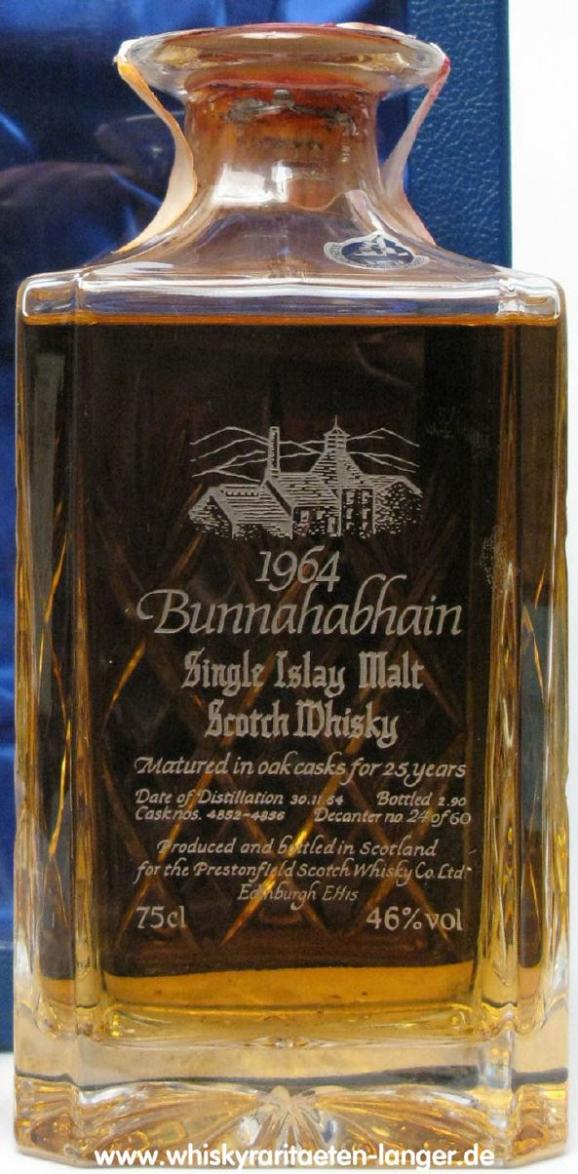 1964
Bunnahabhain
Single Islay Malt
Scotch Whisky
Matured in oak casks for 25 years
Date of Distillation 30.11.64 Bottled 2.90
Cask nos. 4852-4856 Decanter no. 24 of 60
Produced and bottled in Scotland
for the Prestonfield Scotch Whisky Co. Ltd.
Edinburgh EH15
75cl 46% vol
www.whiskyraritaeten-langer.de